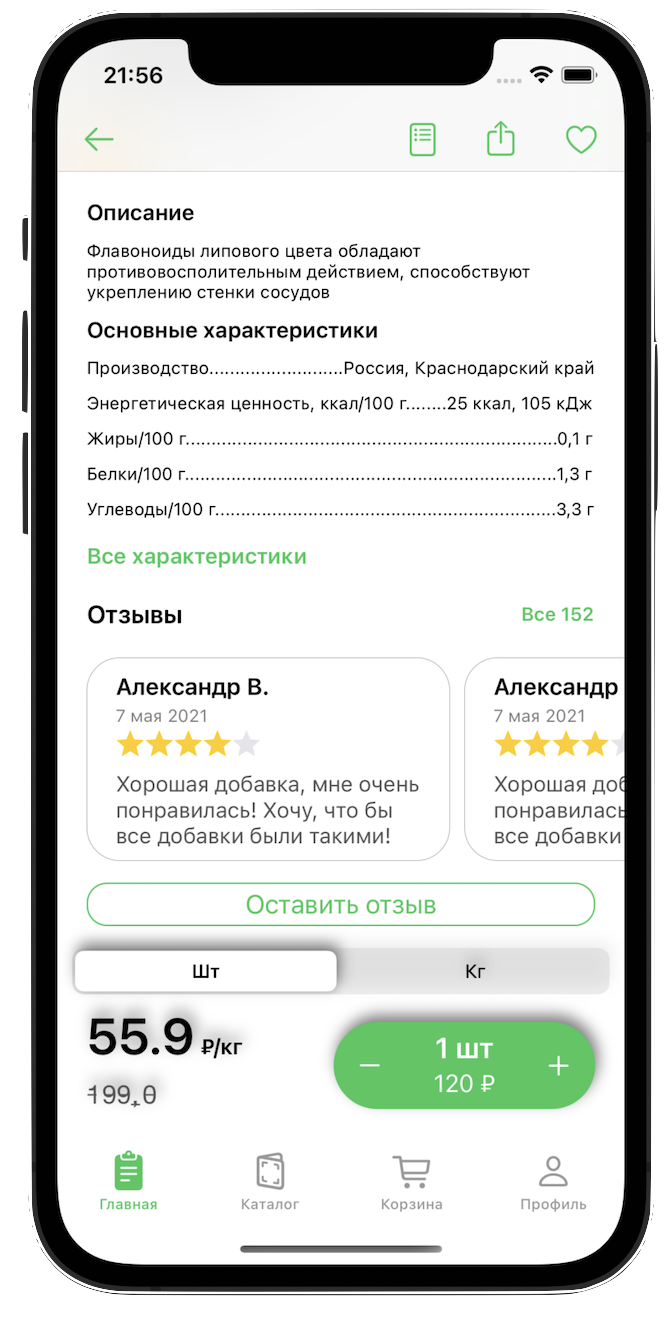 21:56
Описание
Флавоноиды липового цвета обладают
противовосполительным действием, способствуют
укреплению стенки сосудов
Основные характеристики
Производство..........................Россия, Краснодарский край
Энергетическая ценность, ккал/100 г........25 ккал, 105 кДж
Жиры/100 г................................................................0,1 г
Белки/100 г................................................................1,3 г
Углеводы/100 г...........................................................3,3 г
Все характеристики
Отзывы Все 152
Александр В.
7 мая 2021
Хорошая добавка, мне очень
понравилась! Хочу, что бы
все добавки были такими!
Александр
7 мая 2021
Хорошая доб
понравилась
все добавки
Оставить отзыв
Шт Кг
55.9 ₽/кг
199,0
1 шт
120 ₽
Главная Каталог Корзина Профиль